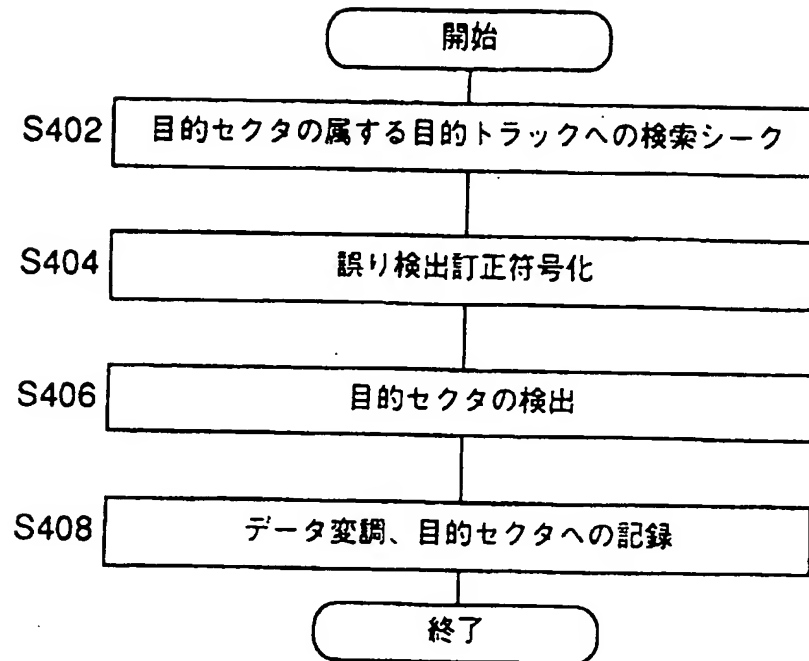 開始
S402 目的セクタの属する目的トラックへの検索シーク
S404 誤り検出訂正符号化
S406 目的セクタの検出
S408 データ変調、目的セクタへの記録
終了